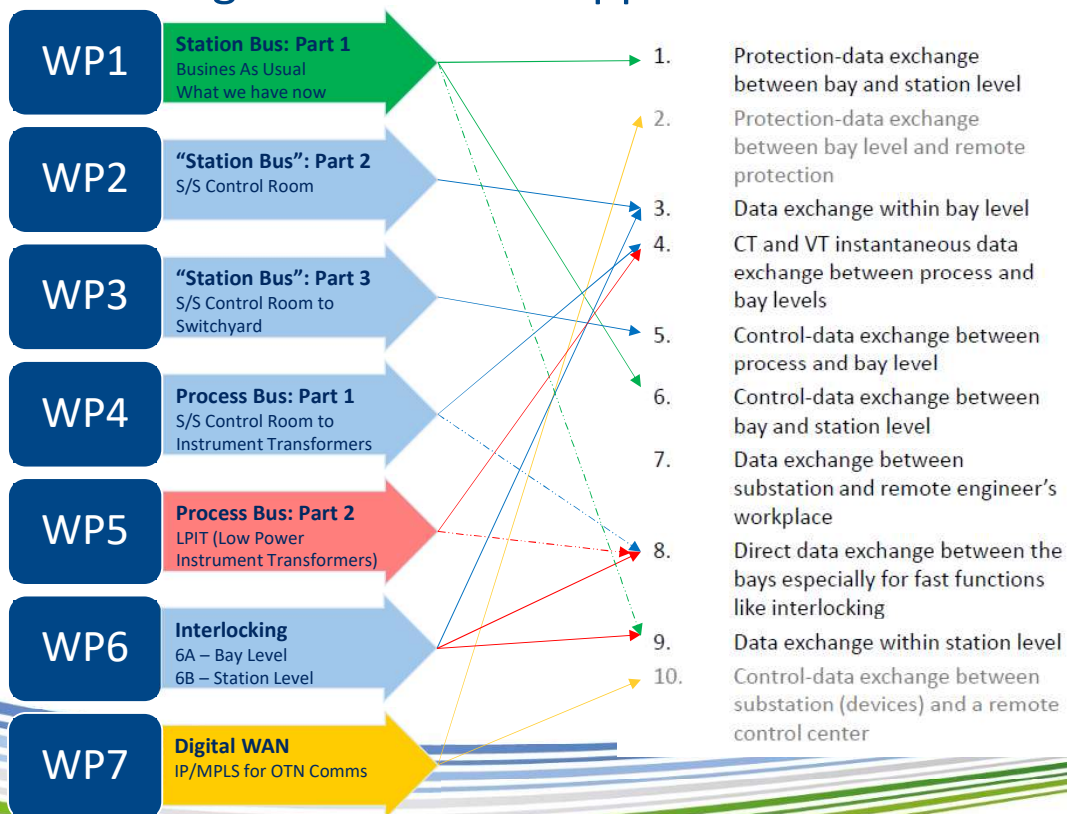 WP1
Station Bus: Part 1
Busines As Usual
What we have now
WP2
“Station Bus”: Part 2
S/S Control Room
WP3
“Station Bus”: Part 3
S/S Control Room to
Switchyard
WP4
Process Bus: Part 1
S/S Control Room to
Instrument Transformers
WP5
Process Bus: Part 2
LPIT (Low Power
Instrument Transformers)
WP6
Interlocking
6A – Bay Level
6B – Station Level
WP7
Digital WAN
IP/MPLS for OTN Comms
1. Protection-data exchange
between bay and station level
2. Protection-data exchange
between bay level and remote
protection
3. Data exchange within bay level
4. CT and VT instantaneous data
exchange between process and
bay levels
5. Control-data exchange between
process and bay level
6. Control-data exchange between
bay and station level
7. Data exchange between
substation and remote engineer’s
workplace
8. Direct data exchange between the
bays especially for fast functions
like interlocking
9. Data exchange within station level
10. Control-data exchange between
substation (devices) and a remote
control center